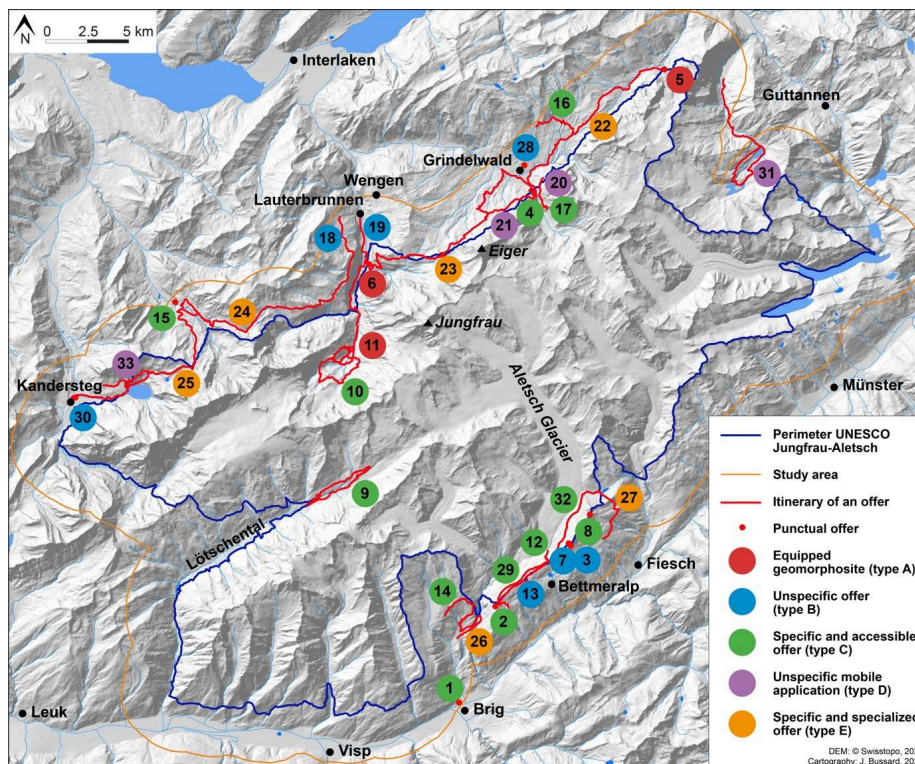 N
0 2.5 5 km
Interlaken
5
16
Guttannen
22
28
Grindelwald
31
20
Wengen
Lauterbrunnen
4
17
19
21
18
Eiger
23
6
24
Jungfrau
15
11
33
25
Kandersteg
10
Münster
30
Aletsch Glacier
9
32
27
8
Lötschental
12
7
3
Fiesch
29
Bettmeralp
13
14
2
26
1
Leuk
Brig
Visp
Perimeter UNESCO
Jungfrau-Aletsch
Study area
Itinerary of an offer
Punctual offer
Equipped
geomorphosite (type A)
Unspecific offer
(type B)
Specific and accessible
offer (type C)
Unspecific mobile
application (type D)
Specific and specialized
offer (type E)
DEM: © Swisstopo,
Cartography: J. Bussard,